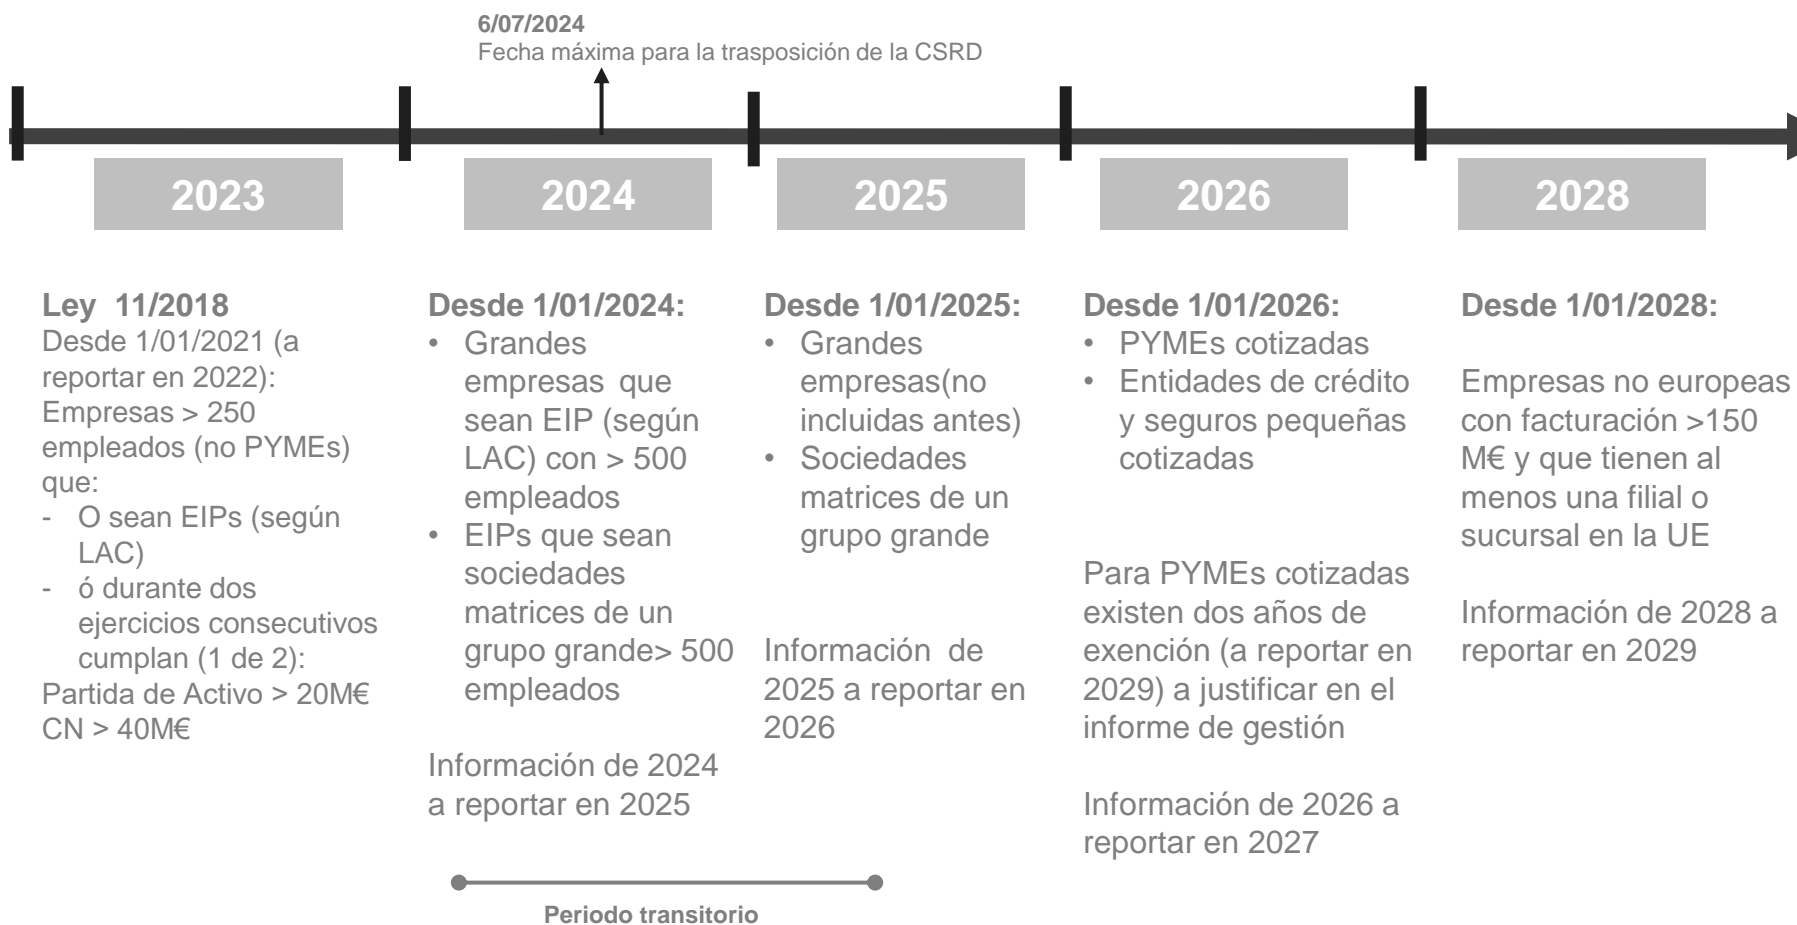 6/07/2024
Fecha máxima para la trasposición de la CSRD
2023
2024
2025
2026
2028
Ley 11/2018
Desde 1/01/2021 (a
reportar en 2022):
Empresas > 250
empleados (no PYMEs)
que:
- O sean EIPs (según
LAC)
- ó durante dos
ejercicios consecutivos
cumplan (1 de 2):
Partida de Activo > 20M€
CN > 40M€
Desde 1/01/2024:
• Grandes
empresas que
sean EIP (según
LAC) con > 500
empleados
• EIPs que sean
sociedades
matrices de un
grupo grande> 500
empleados
Información de 2024
a reportar en 2025
Desde 1/01/2025:
• Grandes
empresas(no
incluidas antes)
• Sociedades
matrices de un
grupo grande
Información de
2025 a reportar en
2026
Desde 1/01/2026:
• PYMEs cotizadas
• Entidades de crédito
y seguros pequeñas
cotizadas
Para PYMEs cotizadas
existen dos años de
exención (a reportar en
2029) a justificar en el
informe de gestión
Información de 2026 a
reportar en 2027
Desde 1/01/2028:
Empresas no europeas
con facturación >150
M€ y que tienen al
menos una filial o
sucursal en la UE
Información de 2028 a
reportar en 2029
Periodo transitorio